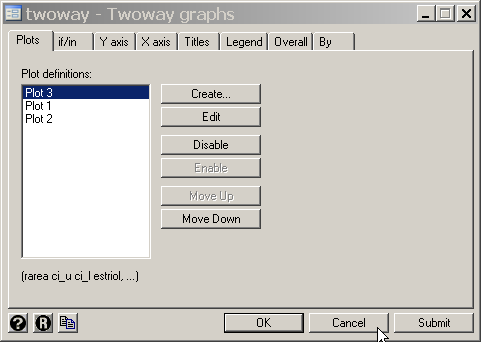 twoway - Twoway graphs
Plots if/in Y axis X axis Titles Legend Overall By
Plot definitions:
Plot 3
Plot 1
Plot 2
Create...
Edit
Disable
Enable
Move Up
Move Down
(rarea ci_u ci_l estriol, ...)
? R OK Cancel Submit